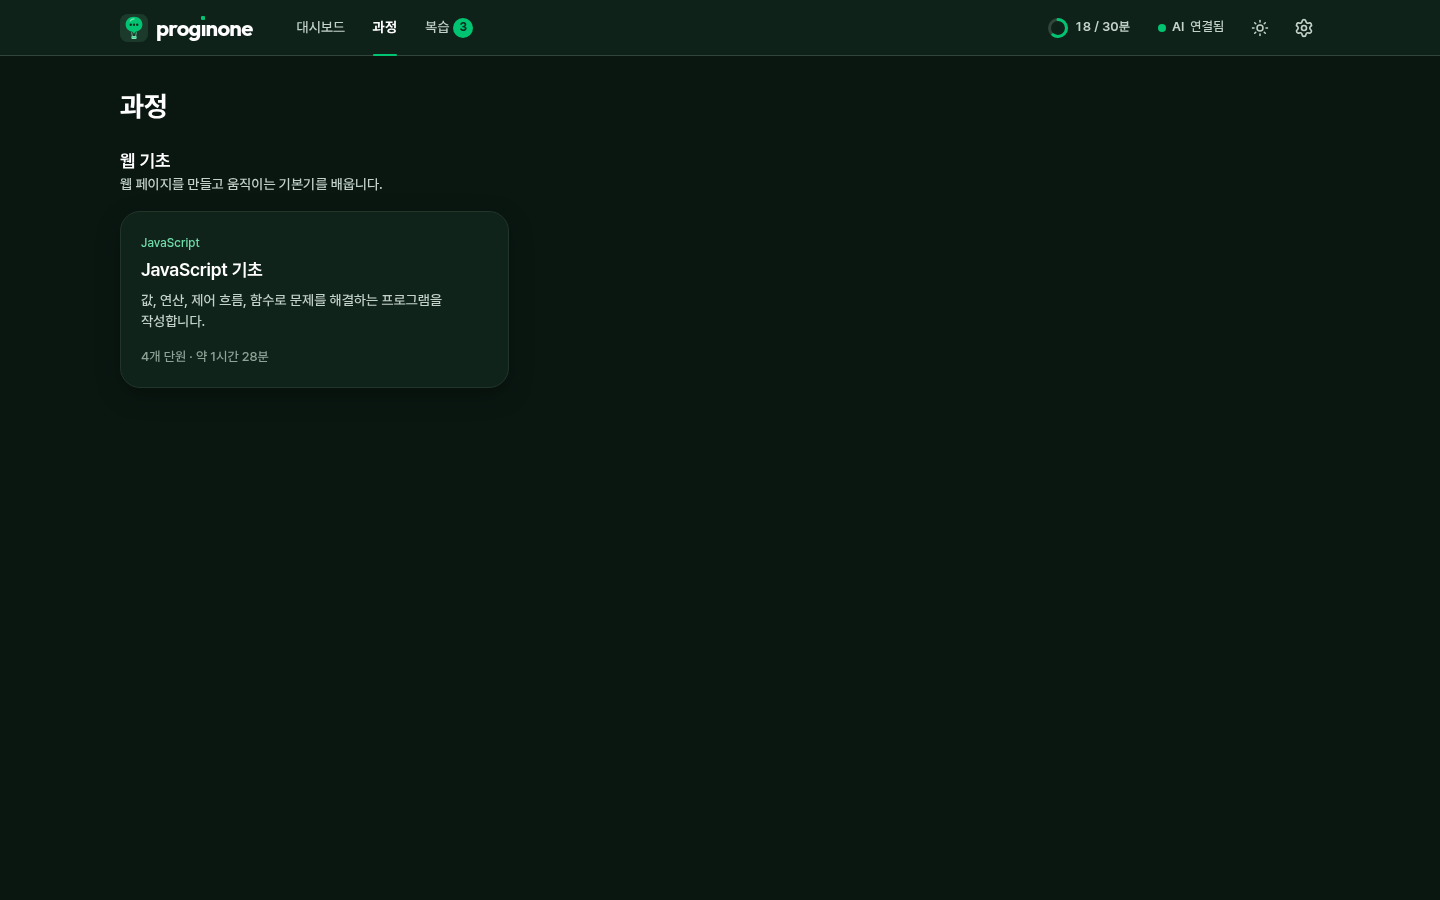 proginone
대시보드
과정
복습 3
18 / 30분
AI 연결됨
과정
웹 기초
웹 페이지를 만들고 움직이는 기본기를 배웁니다.
JavaScript
JavaScript 기초
값, 연산, 제어 흐름, 함수로 문제를 해결하는 프로그램을
작성합니다.
4개 단원 · 약 1시간 28분